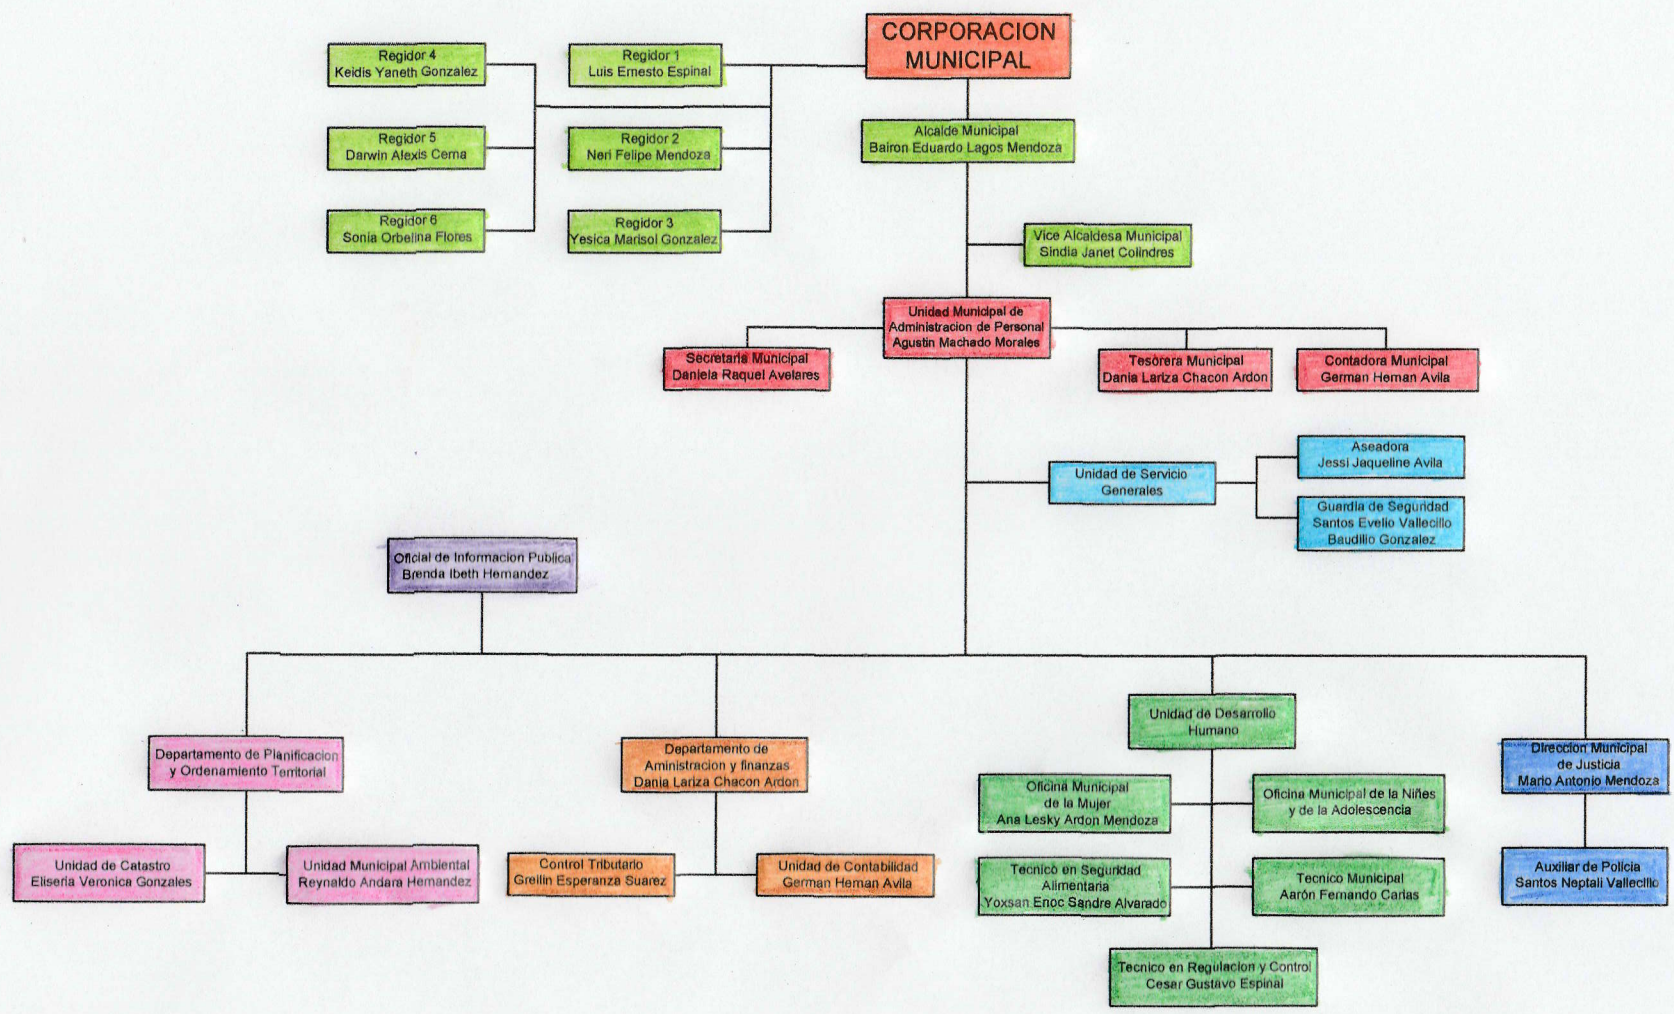 CORPORACION
MUNICIPAL
Regidor 4
Keidis Yaneth Gonzalez
Regidor 1
Luis Ernesto Espinal
Alcalde Municipal
Bairon Eduardo Lagos Mendoza
Regidor 5
Darwin Alexis Cerna
Regidor 2
Neri Felipe Mendoza
Regidor 6
Sonia Orbelina Flores
Regidor 3
Yesica Marisol Gonzalez
Vice Alcaldesa Municipal
Sindia Janet Colindres
Unidad Municipal de
Administracion de Personal
Agustin Machado Morales
Secretaria Municipal
Daniela Raquel Avelares
Tesorera Municipal
Dania Lariza Chacon Ardon
Contadora Municipal
German Hernan Avila
Unidad de Servicio
Generales
Aseadora
Jessi Jaqueline Avila
Guardia de Seguridad
Santos Evelio Vallecillo
Baudilio Gonzalez
Oficial de Informacion Publica
Brenda Ibeth Hernandez
Departamento de Planificacion
y Ordenamiento Territorial
Unidad de Catastro
Eliseria Veronica Gonzales
Unidad Municipal Ambiental
Reynaldo Andara Hernandez
Departamento de
Aministracion y finanzas
Dania Lariza Chacon Ardon
Control Tributario
Greilin Esperanza Suarez
Unidad de Contabilidad
German Hernan Avila
Unidad de Desarrollo
Humano
Oficina Municipal
de la Mujer
Ana Lesky Ardon Mendoza
Oficina Municipal de la Niñes
y de la Adolescencia
Tecnico en Seguridad
Alimentaria
Yoxsan Enoc Sandre Alvarado
Tecnico Municipal
Aarón Fernando Carias
Tecnico en Regulacion y Control
Cesar Gustavo Espinal
Direccion Municipal
de Justicia
Mario Antonio Mendoza
Auxiliar de Policia
Santos Neptali Vallecillo